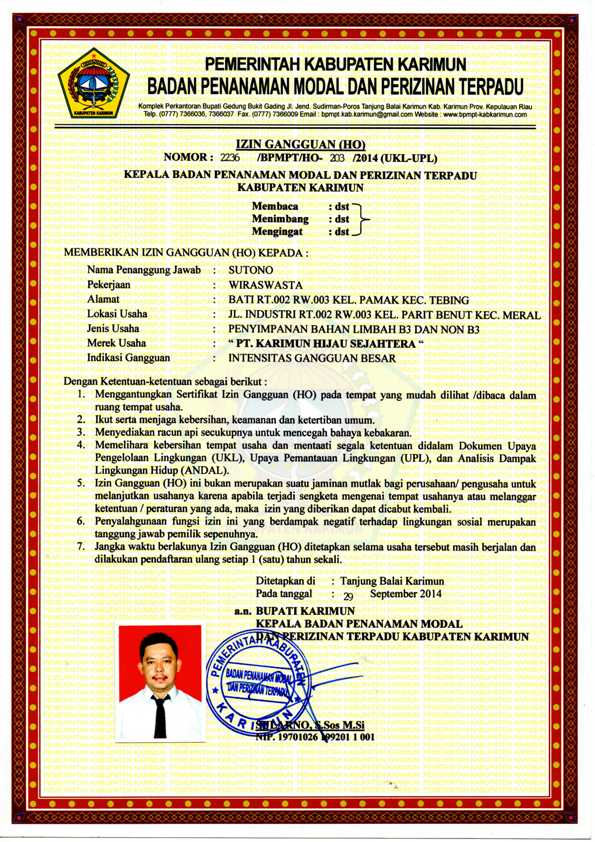 PEMERINTAH KABUPATEN KARIMUN
BADAN PENANAMAN MODAL DAN PERIZINAN TERPADU
Komplek Perkantoran Bupati Gedung Bukit Gading Jl. Jend. Sudirman-Poros Tanjung Balai Karimun Kab. Karimun Prov. Kepulauan Riau
Telp. (0777) 7366036, 7366037 Fax. (0777) 7366009 Email : bpmpt.kab.karimun@gmail.com Website : www.bpmpt-kabkarimun.com
KABUPATEN KARIMUN
IZIN GANGGUAN (HO)
NOMOR : 2236 /BPMPT/HO- 203 /2014 (UKL-UPL)
KEPALA BADAN PENANAMAN MODAL DAN PERIZINAN TERPADU
KABUPATEN KARIMUN
Membaca : dst
Menimbang : dst
Mengingat : dst
MEMBERIKAN IZIN GANGGUAN (HO) KEPADA :
Nama Penanggung Jawab : SUTONO
Pekerjaan : WIRASWASTA
Alamat : BATI RT.002 RW.003 KEL. PAMAK KEC. TEBING
Lokasi Usaha : JL. INDUSTRI RT.002 RW.003 KEL. PARIT BENUT KEC. MERAL
Jenis Usaha : PENYIMPANAN BAHAN LIMBAH B3 DAN NON B3
Merek Usaha : “ PT. KARIMUN HIJAU SEJAHTERA “
Indikasi Gangguan : INTENSITAS GANGGUAN BESAR
Dengan Ketentuan-ketentuan sebagai berikut :
1. Menggantungkan Sertifikat Izin Gangguan (HO) pada tempat yang mudah dilihat /dibaca dalam
ruang tempat usaha.
2. Ikut serta menjaga kebersihan, keamanan dan ketertiban umum.
3. Menyediakan racun api secukupnya untuk mencegah bahaya kebakaran.
4. Memelihara kebersihan tempat usaha dan mentaati segala ketentuan didalam Dokumen Upaya
Pengelolaan Lingkungan (UKL), Upaya Pemantauan Lingkungan (UPL), dan Analisis Dampak
Lingkungan Hidup (ANDAL).
5. Izin Gangguan (HO) ini bukan merupakan suatu jaminan mutlak bagi perusahaan/ pengusaha untuk
melanjutkan usahanya karena apabila terjadi sengketa mengenai tempat usahanya atau melanggar
ketentuan / peraturan yang ada, maka izin yang diberikan dapat dicabut kembali.
6. Penyalahgunaan fungsi izin ini yang berdampak negatif terhadap lingkungan sosial merupakan
tanggung jawab pemilik sepenuhnya.
7. Jangka waktu berlakunya Izin Gangguan (HO) ditetapkan selama usaha tersebut masih berjalan dan
dilakukan pendaftaran ulang setiap 1 (satu) tahun sekali.
Ditetapkan di : Tanjung Balai Karimun
Pada tanggal : 29 September 2014
a.n. BUPATI KARIMUN
KEPALA BADAN PENANAMAN MODAL
DAN PERIZINAN TERPADU KABUPATEN KARIMUN
PEMERINTAH KABUPATEN
BADAN PENANAMAN MODAL
DAN PERIZINAN TERPADU
KARIMUN
S.Sos M.Si
NIP. 19701026 199201 1 001